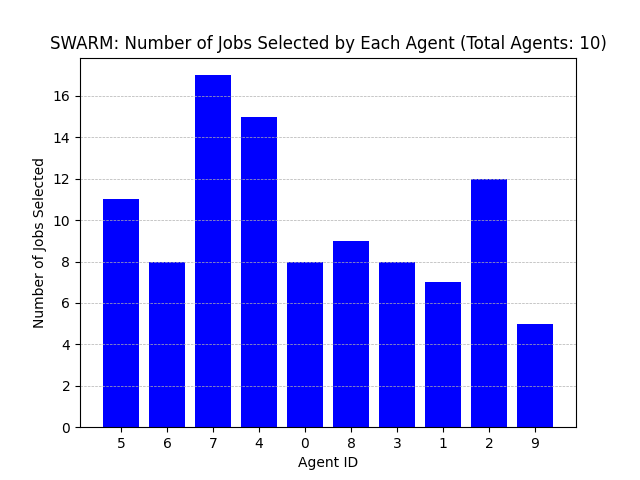 SWARM: Number of Jobs Selected by Each Agent (Total Agents: 10)
Number of Jobs Selected
16
14
12
10
8
6
4
2
0
5 6 7 4 0 8 3 1 2 9
Agent ID